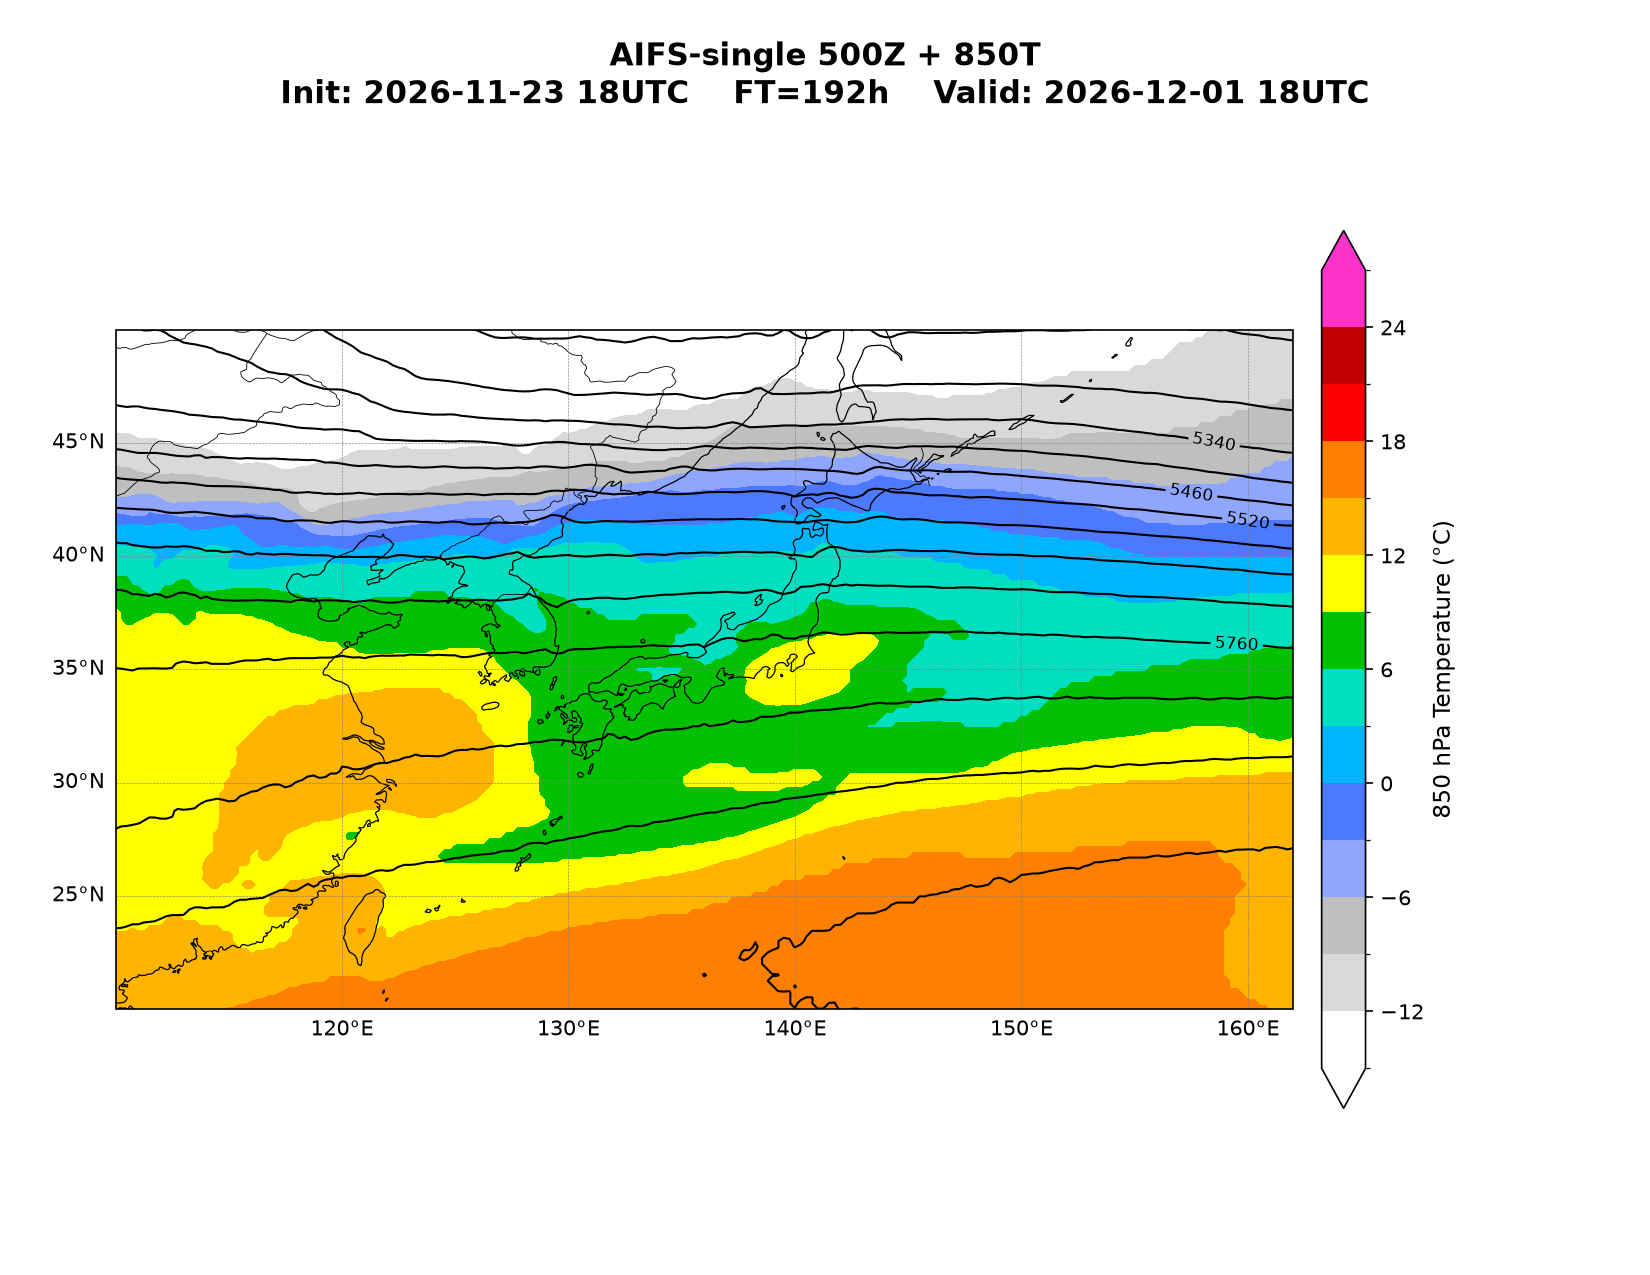 AIFS-single 500Z + 850T
Init: 2026-11-23 18UTC    FT=192h    Valid: 2026-12-01 18UTC
45°N
40°N
35°N
30°N
25°N
120°E
130°E
140°E
150°E
160°E
5340
5460
5520
5760
24
18
12
6
0
−6
−12
850 hPa Temperature (°C)